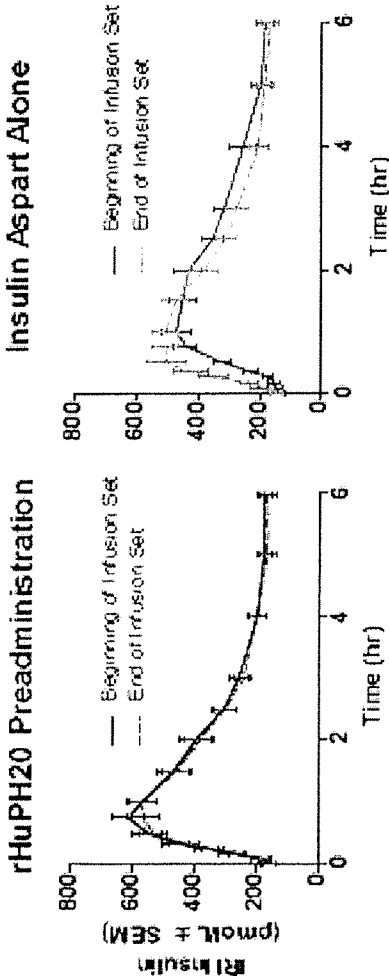 rHuPH20 Preadministration
IRI Insulin
(pmol/L ± SEM)
800
600
400
200
0
Beginning of Infusion Set
End of Infusion Set
0
2
4
6
Time (hr)
Insulin Aspart Alone
800
600
400
200
0
Beginning of Infusion Set
End of Infusion Set
0
2
4
6
Time (hr)